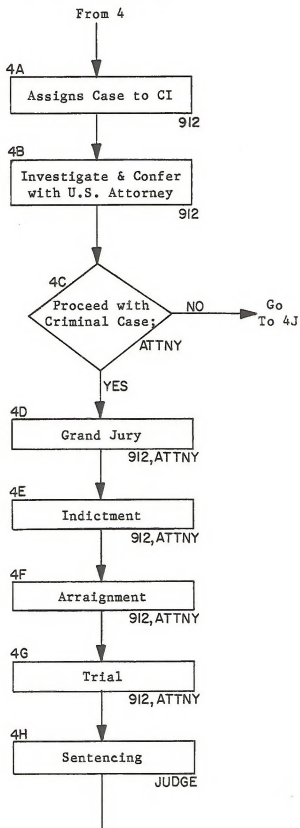 From 4
4A
Assigns Case to CI
912
4B
Investigate & Confer
with U.S. Attorney
912
4C
Proceed with
Criminal Case:
ATTNY
NO
Go
To 4J
YES
4D
Grand Jury
912, ATTNY
4E
Indictment
912, ATTNY
4F
Arraignment
912, ATTNY
4G
Trial
912, ATTNY
4H
Sentencing
JUDGE